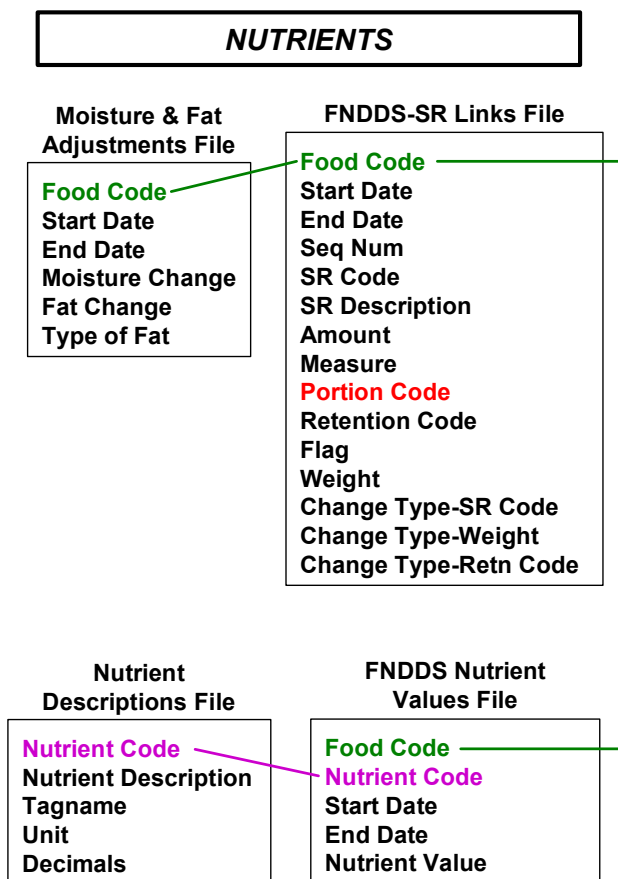 NUTRIENTS
Moisture & Fat
Adjustments File
Food Code
Start Date
End Date
Moisture Change
Fat Change
Type of Fat
FNDDS-SR Links File
Food Code
Start Date
End Date
Seq Num
SR Code
SR Description
Amount
Measure
Portion Code
Retention Code
Flag
Weight
Change Type-SR Code
Change Type-Weight
Change Type-Retn Code
Nutrient
Descriptions File
Nutrient Code
Nutrient Description
Tagname
Unit
Decimals
FNDDS Nutrient
Values File
Food Code
Nutrient Code
Start Date
End Date
Nutrient Value